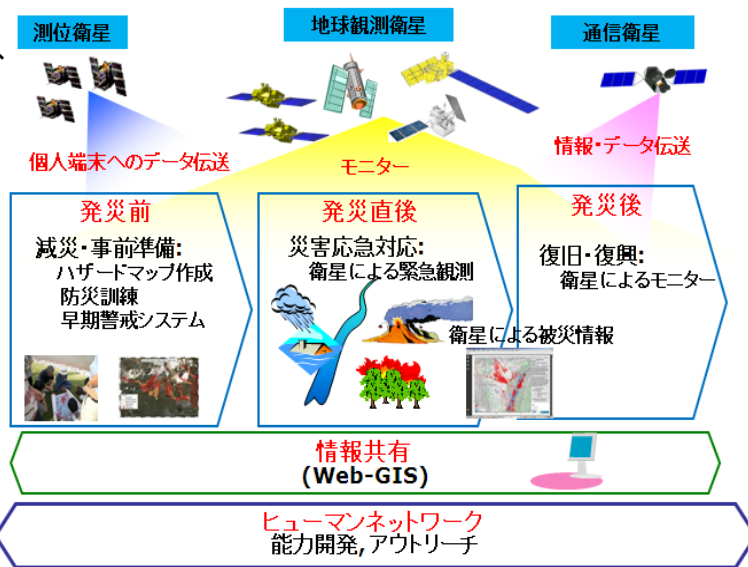 測位衛星
地球観測衛星
通信衛星
個人端末へのデータ伝送
モニター
情報・データ伝送
発災前
減災・事前準備:
ハザードマップ作成
防災訓練
早期警戒システム
発災直後
災害応急対応:
衛星による緊急観測
衛星による被災情報
発災後
復旧・復興:
衛星によるモニター
情報共有
(Web-GIS)
ヒューマンネットワーク
能力開発,アウトリーチ